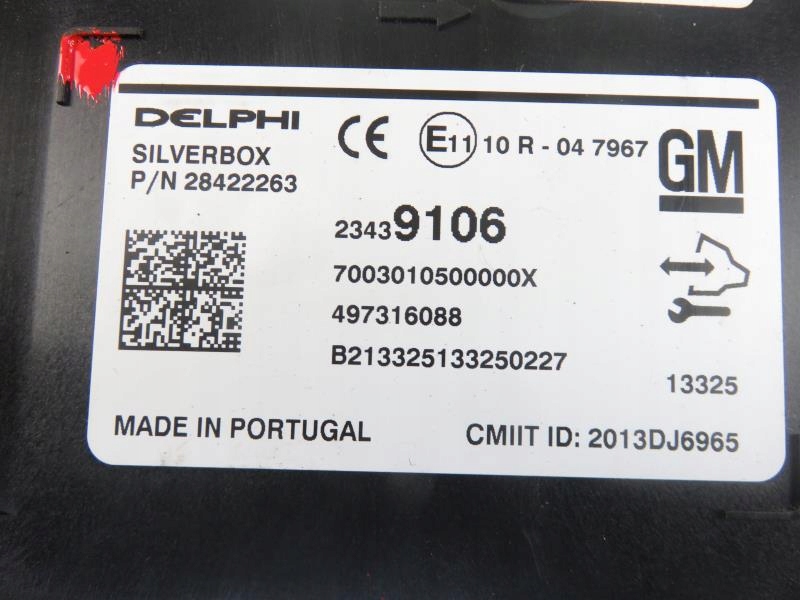 DELPHI
SILVERBOX
P/N 28422263
CE
E11 10 R - 04 7967
GM
23439106
7003010500000X
497316088
B213325133250227
13325
MADE IN PORTUGAL
CMIIT ID: 2013DJ6965